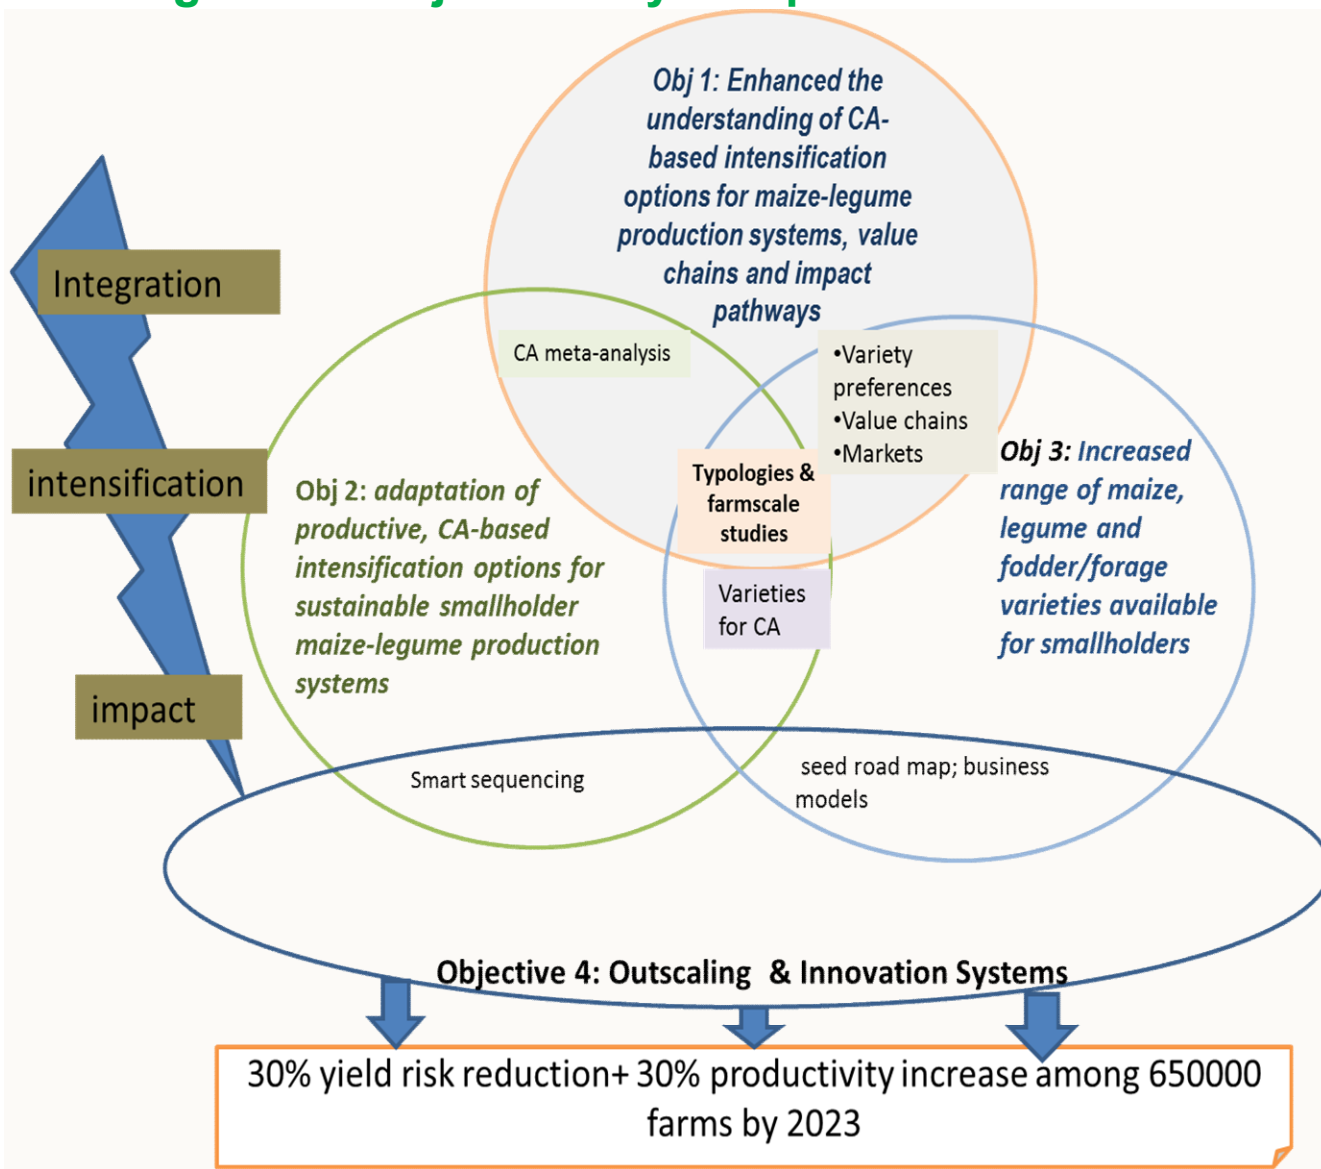 Obj 1: Enhanced the
understanding of CA-
based intensification
options for maize-legume
production systems, value
chains and impact
pathways
Integration
CA meta-analysis
•Variety
preferences
•Value chains
•Markets
intensification
Typologies &
farmscale
studies
Obj 2: adaptation of
productive, CA-based
intensification options for
sustainable smallholder
maize-legume production
systems
Obj 3: Increased
range of maize,
legume and
fodder/forage
varieties available
for smallholders
Varieties
for CA
impact
Smart sequencing
seed road map; business
models
Objective 4: Outscaling & Innovation Systems
30% yield risk reduction+ 30% productivity increase among 650000
farms by 2023